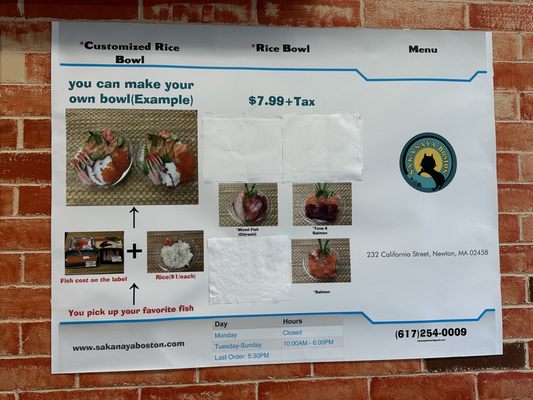 *Customized Rice
Bowl
*Rice Bowl
Menu
you can make your
own bowl(Example)
$7.99+Tax
SAKANAYA BOSTON
*Mixed Fish
(Chirashi)
*Tuna &
Salmon
232 California Street, Newton, MA 02458
Fish cost on the label
Rice($1/each)
*Salmon
You pick up your favorite fish
Day Hours
Monday Closed
Tuesday-Sunday 10:00AM - 6:00PM
Last Order: 5:30PM
www.sakanayaboston.com
(617)254-0009